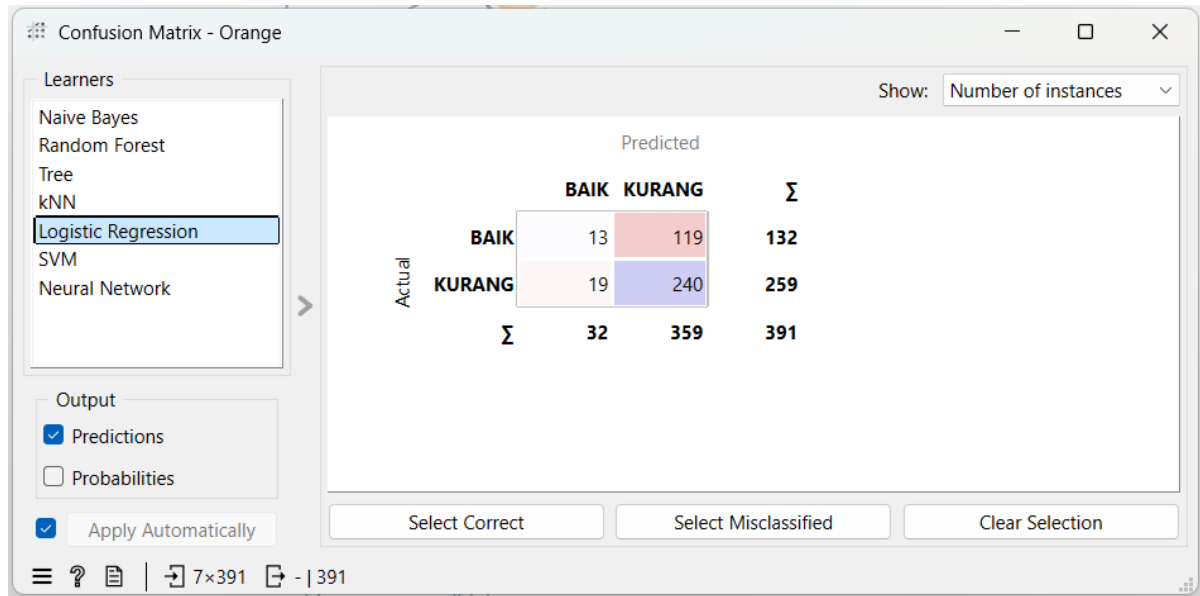 Confusion Matrix - Orange
Learners
Naive Bayes
Random Forest
Tree
kNN
Logistic Regression
SVM
Neural Network
Output
Predictions
Probabilities
Apply Automatically
Show: Number of instances
Predicted
BAIK KURANG Σ
Actual
BAIK 13 119 132
KURANG 19 240 259
Σ 32 359 391
Select Correct Select Misclassified Clear Selection
? 7×391 - | 391